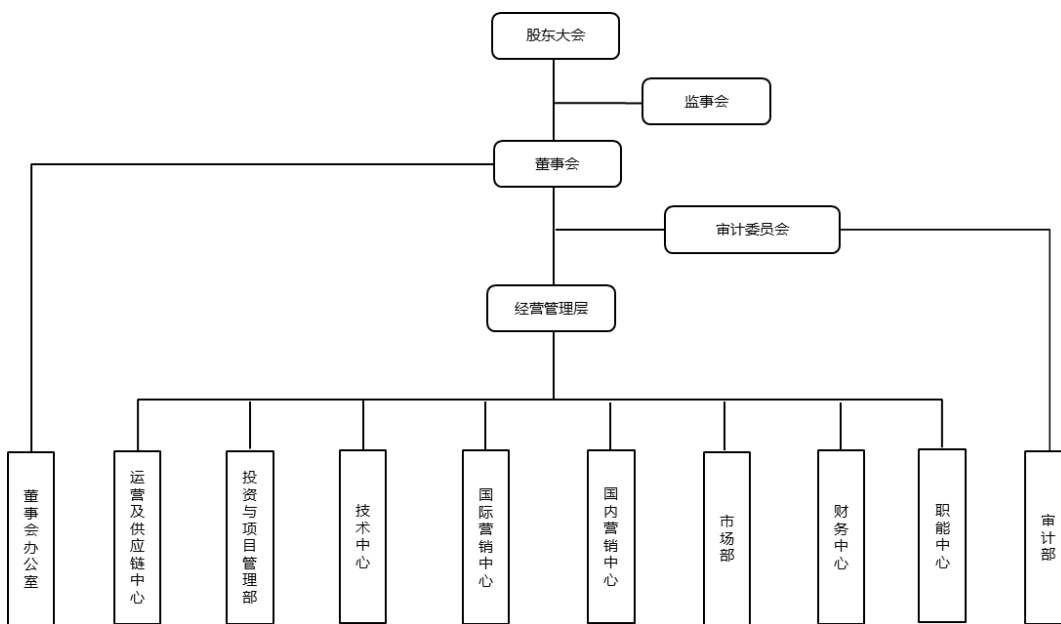 股东大会
监事会
董事会
审计委员会
经营管理层
董事会办公室
运营及供应链中心
投资与项目管理部
技术中心
国际营销中心
国内营销中心
市场部
财务中心
职能中心
审计部